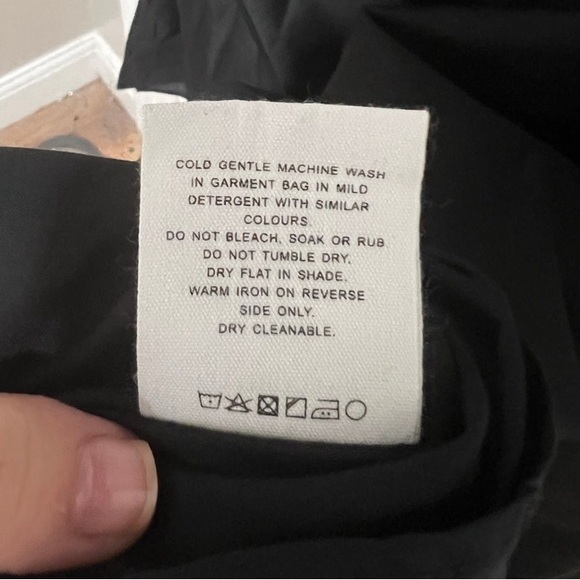 COLD GENTLE MACHINE WASH
IN GARMENT BAG IN MILD
DETERGENT WITH SIMILAR
COLOURS.
DO NOT BLEACH, SOAK OR RUB
DO NOT TUMBLE DRY.
DRY FLAT IN SHADE.
WARM IRON ON REVERSE
SIDE ONLY.
DRY CLEANABLE.